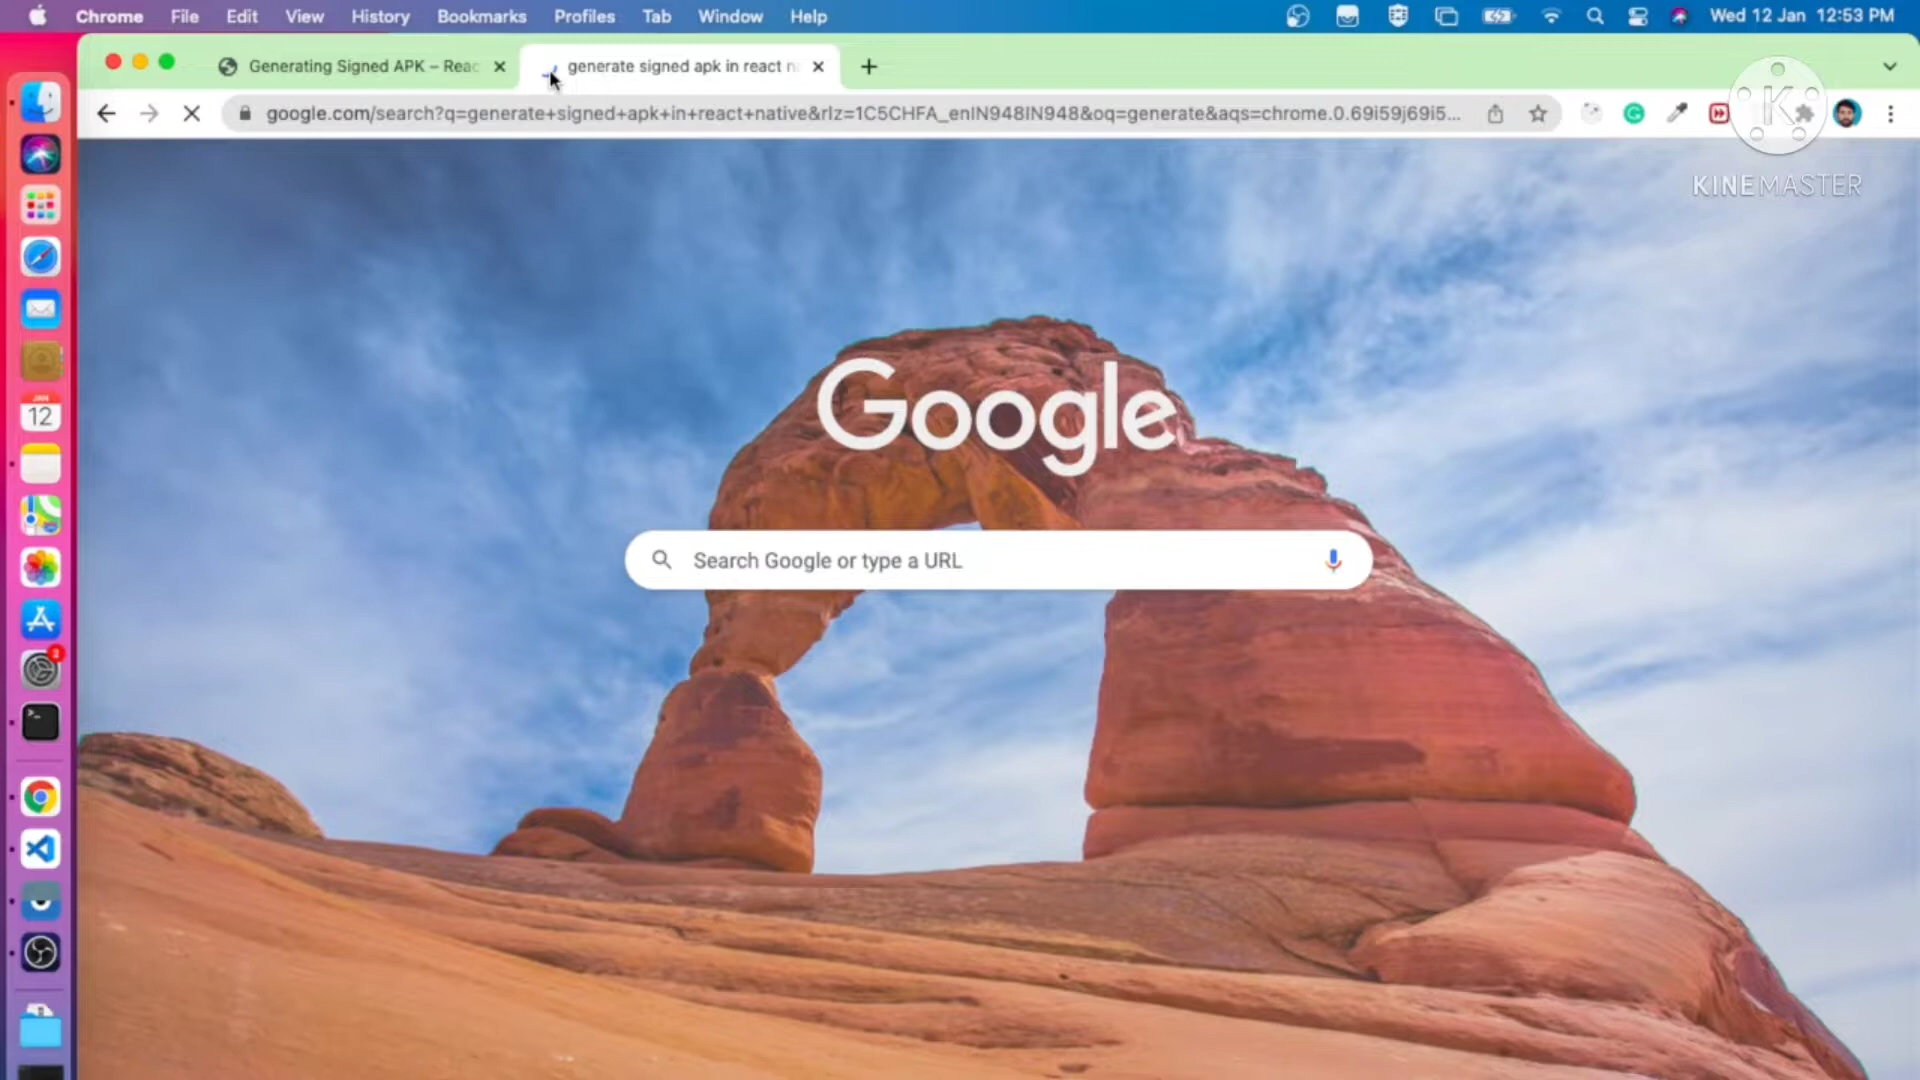 Chrome File Edit View History Bookmarks Profiles Tab Window Help Wed 12 Jan 12:53 PM
Generating Signed APK – Reac generate signed apk in react n
google.com/search?q=generate+signed+apk+in+react+native&rlz=1C5CHFA_enIN948IN948&oq=generate&aqs=chrome.0.69i59j69i5...
K
KINEMASTER
JAN
12
Google
Search Google or type a URL